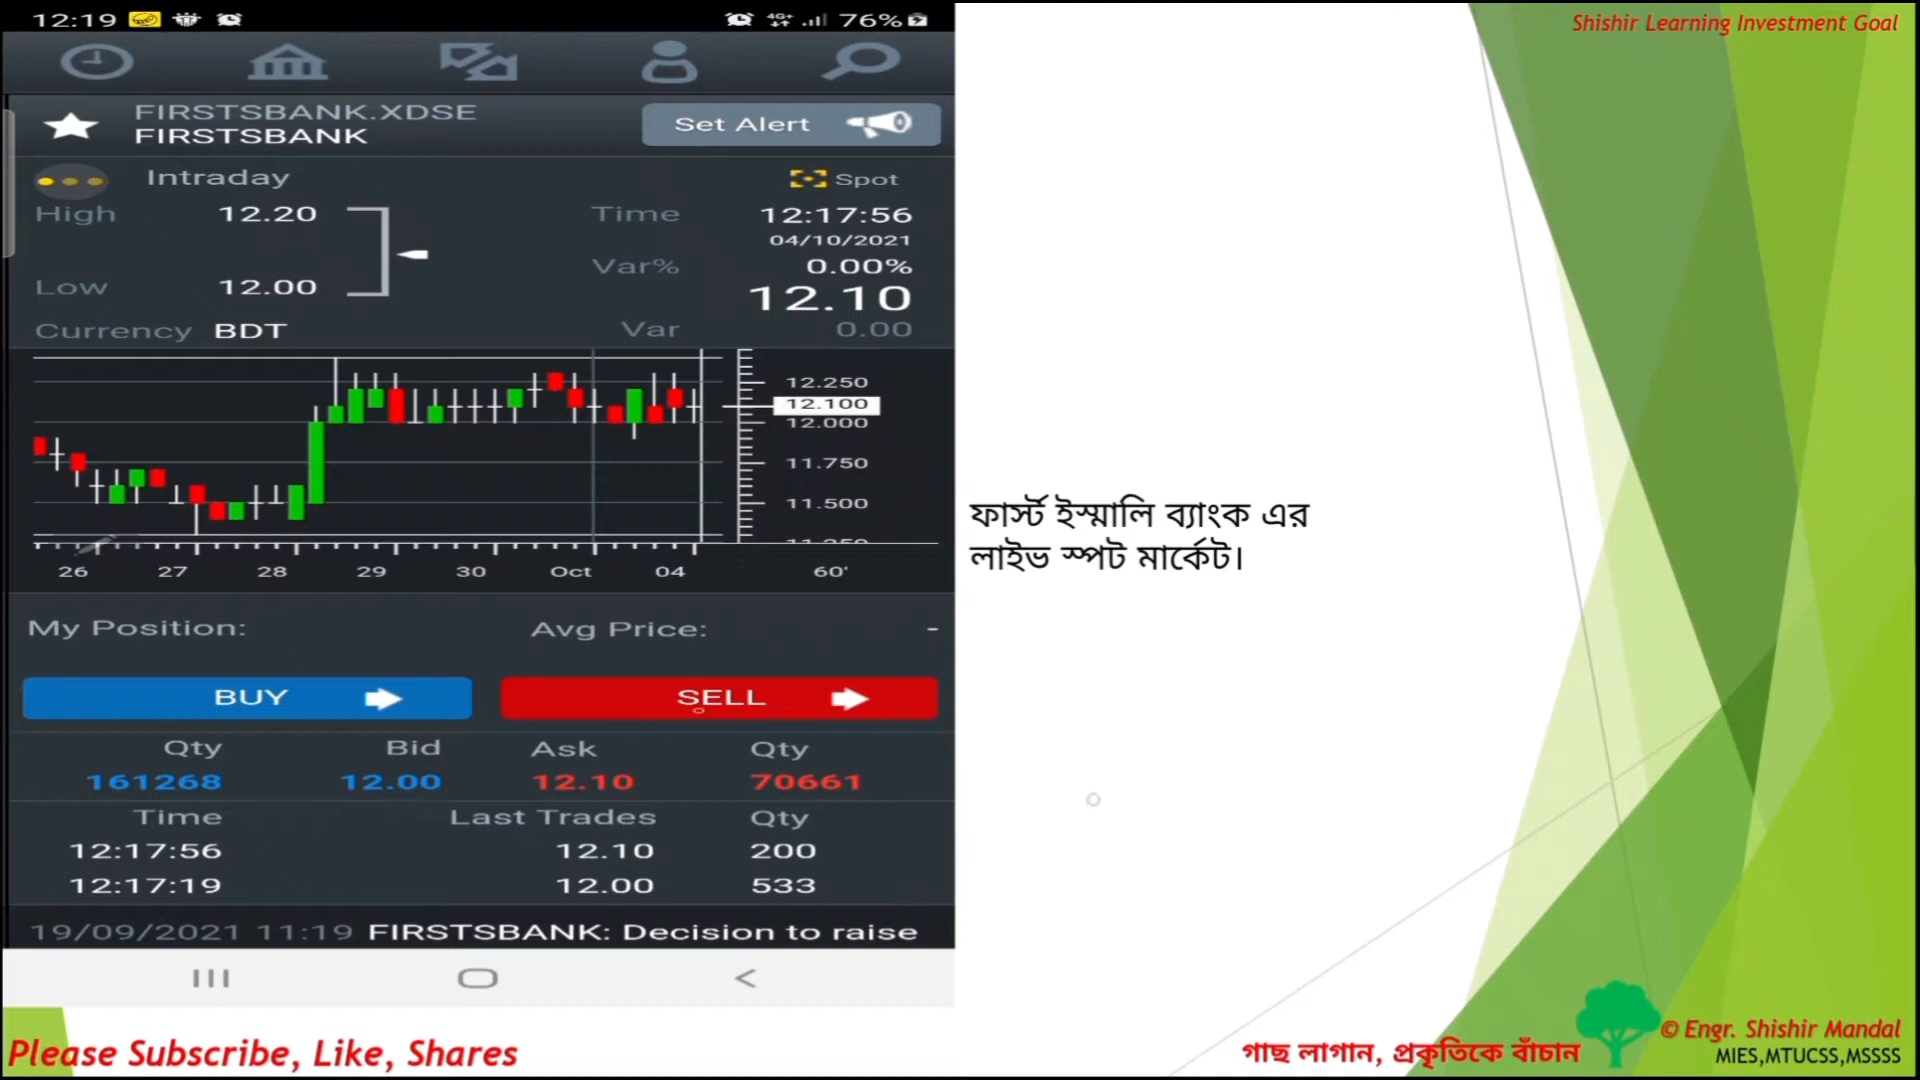 12:19 4G+ 76%
Shishir Learning Investment Goal
FIRSTSBANK.XDSE
FIRSTSBANK
Set Alert
Intraday
Spot
High 12.20
Time 12:17:56
04/10/2021
Var% 0.00%
Low 12.00
12.10
Currency BDT
Var 0.00
12.250
12.100
12.000
11.750
11.500
11.250
26 27 28 29 30 Oct 04 60'
ফার্স্ট ইস্মালি ব্যাংক এর
লাইভ স্পট মার্কেট।
My Position:
Avg Price: -
BUY
SELL
Qty Bid Ask Qty
161268 12.00 12.10 70661
Time Last Trades Qty
12:17:56 12.10 200
12:17:19 12.00 533
19/09/2021 11:19 FIRSTSBANK: Decision to raise
Please Subscribe, Like, Shares
গাছ লাগান, প্রকৃতিকে বাঁচান
© Engr. Shishir Mandal
MIES,MTUCSS,MSSSS